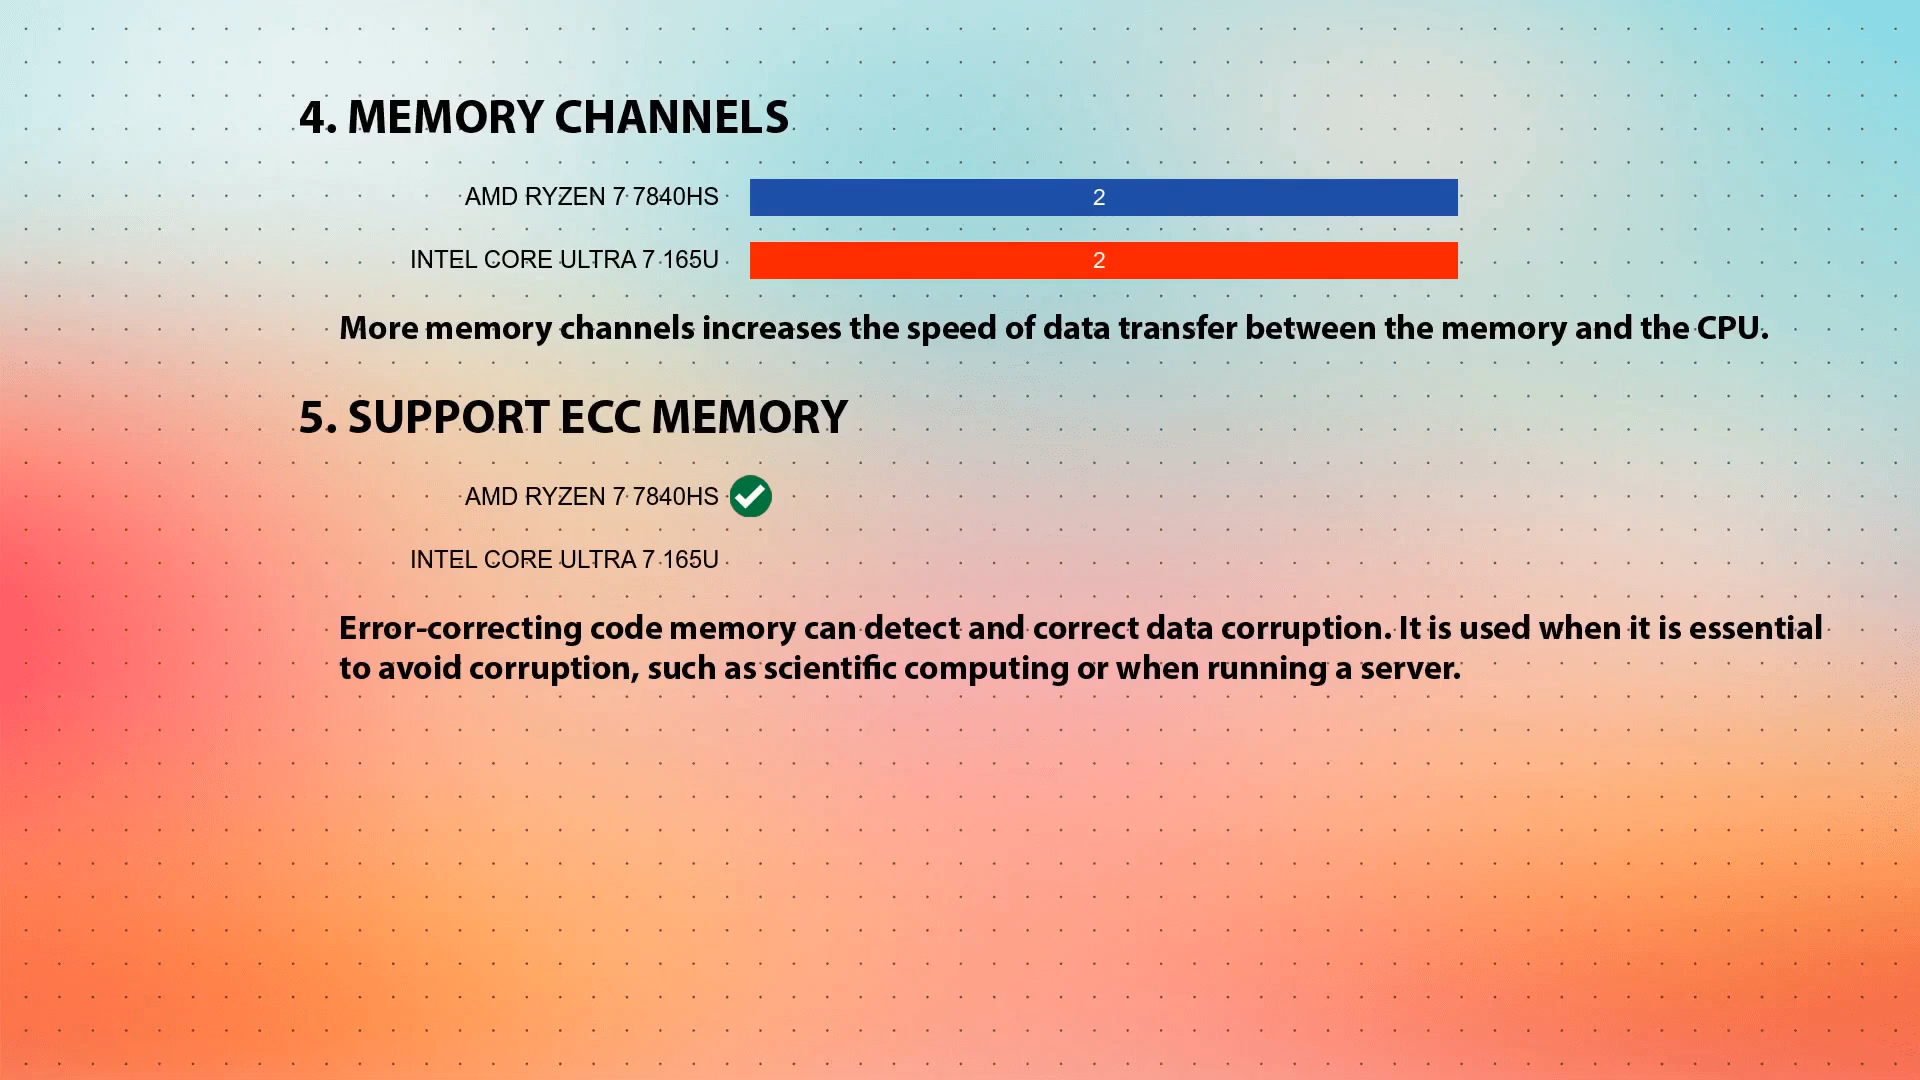 4. MEMORY CHANNELS
AMD RYZEN 7 7840HS
2
INTEL CORE ULTRA 7 165U
2
More memory channels increases the speed of data transfer between the memory and the CPU.
5. SUPPORT ECC MEMORY
AMD RYZEN 7 7840HS
INTEL CORE ULTRA 7 165U
Error-correcting code memory can detect and correct data corruption. It is used when it is essential
to avoid corruption, such as scientific computing or when running a server.